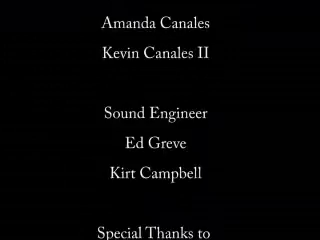 Amanda Canales
Kevin Canales II
Sound Engineer
Ed Greve
Kirt Campbell
Special Thanks to